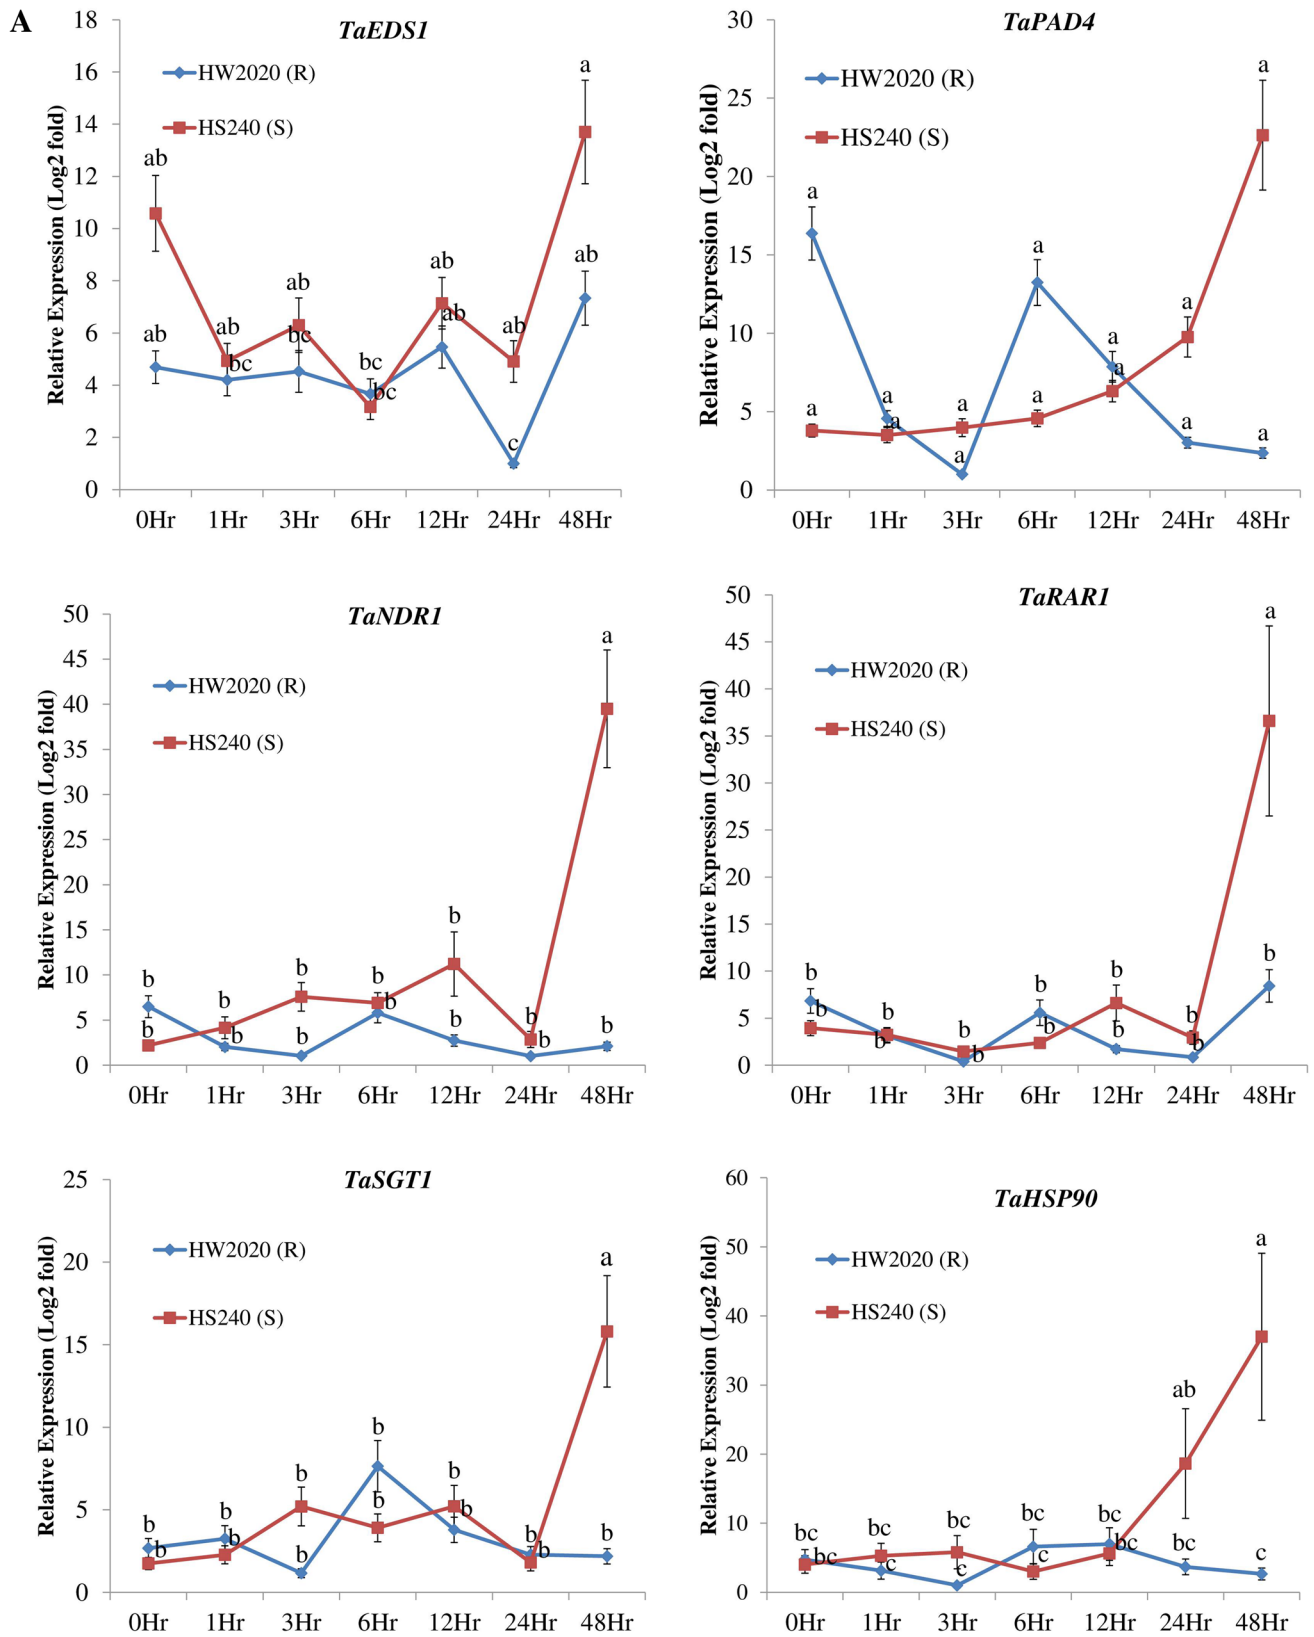 A
TaEDS1
HW2020 (R)
HS240 (S)
Relative Expression (Log2 fold)
18
16
14
12
10
8
6
4
2
0
ab
ab
ab
bc
ab
bc
ab
bc
bc
ab
ab
ab
c
a
ab
0Hr 1Hr 3Hr 6Hr 12Hr 24Hr 48Hr
TaPAD4
HW2020 (R)
HS240 (S)
Relative Expression (Log2 fold)
30
25
20
15
10
5
0
a
a
a
a
a
a
a
a
a
a
a
a
a
a
0Hr 1Hr 3Hr 6Hr 12Hr 24Hr 48Hr
TaNDR1
HW2020 (R)
HS240 (S)
Relative Expression (Log2 fold)
50
45
40
35
30
25
20
15
10
5
0
b
b
b
b
b
b
b
b
b
b
b
b
a
b
0Hr 1Hr 3Hr 6Hr 12Hr 24Hr 48Hr
TaRAR1
HW2020 (R)
HS240 (S)
Relative Expression (Log2 fold)
50
45
40
35
30
25
20
15
10
5
0
b
b
b
b
b
b
b
b
b
b
b
b
a
b
0Hr 1Hr 3Hr 6Hr 12Hr 24Hr 48Hr
TaSGT1
HW2020 (R)
HS240 (S)
Relative Expression (Log2 fold)
25
20
15
10
5
0
b
b
b
b
b
b
b
b
b
b
b
b
a
b
0Hr 1Hr 3Hr 6Hr 12Hr 24Hr 48Hr
TaHSP90
HW2020 (R)
HS240 (S)
Relative Expression (Log2 fold)
60
50
40
30
20
10
0
bc
bc
bc
c
bc
c
bc
c
bc
bc
ab
bc
a
c
0Hr 1Hr 3Hr 6Hr 12Hr 24Hr 48Hr